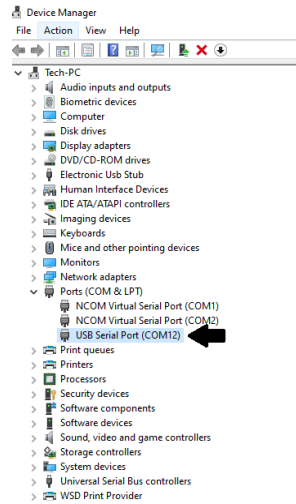 Device Manager
File Action View Help
Tech-PC
Audio inputs and outputs
Biometric devices
Computer
Disk drives
Display adapters
DVD/CD-ROM drives
Electronic Usb Stub
Human Interface Devices
IDE ATA/ATAPI controllers
Imaging devices
Keyboards
Mice and other pointing devices
Monitors
Network adapters
Ports (COM & LPT)
NCOM Virtual Serial Port (COM1)
NCOM Virtual Serial Port (COM2)
USB Serial Port (COM12)
Print queues
Printers
Processors
Security devices
Software components
Software devices
Sound, video and game controllers
Storage controllers
System devices
Universal Serial Bus controllers
WSD Print Provider